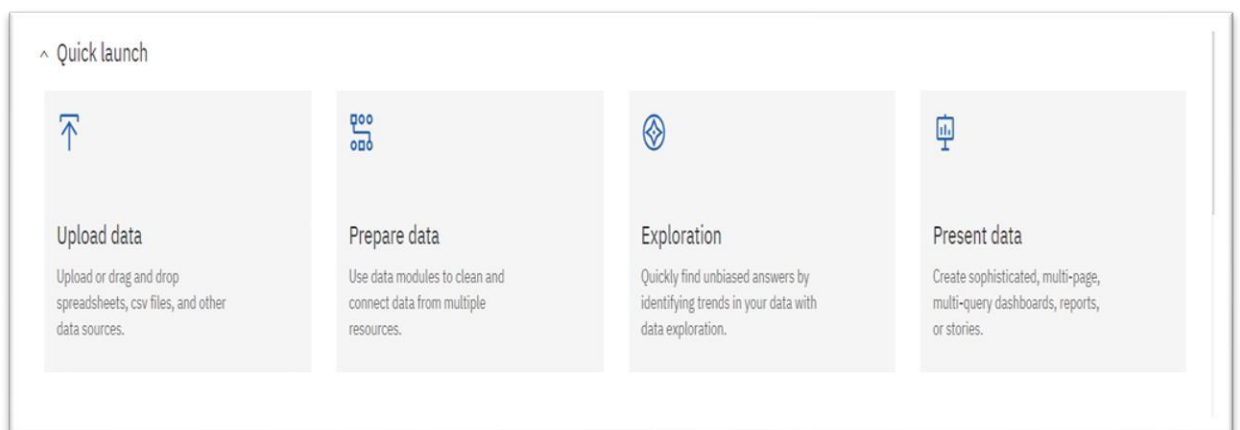 Quick launch
Upload data
Upload or drag and drop
spreadsheets, csv files, and other
data sources.
Prepare data
Use data modules to clean and
connect data from multiple
resources.
Exploration
Quickly find unbiased answers by
identifying trends in your data with
data exploration.
Present data
Create sophisticated, multi-page,
multi-query dashboards, reports,
or stories.